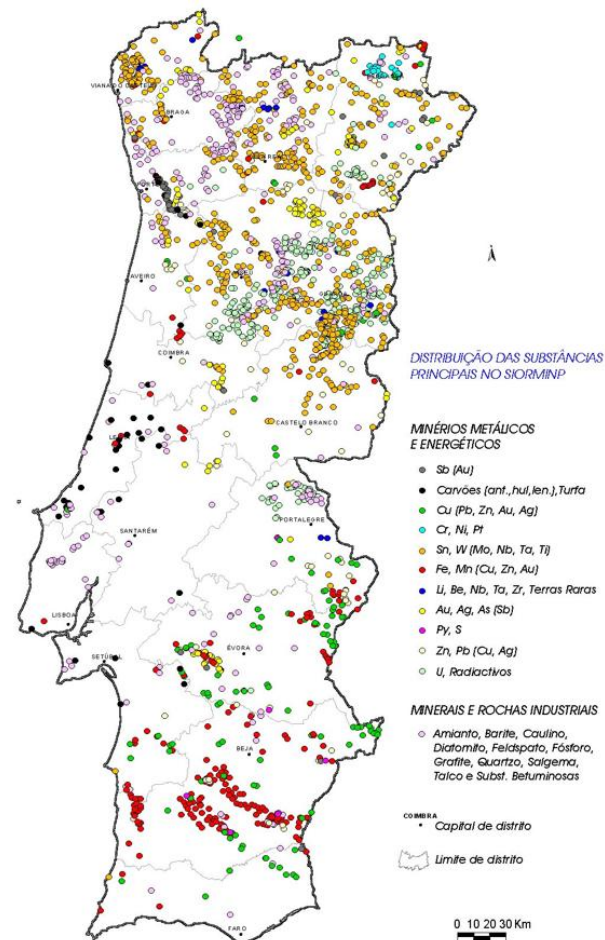 VIANA DO CASTELO
BRAGA
AVEIRO
COIMBRA
CASTELO BRANCO
SANTARÉM
PORTALEGRE
LISBOA
SETÚBAL
ÉVORA
BEJA
FARO
DISTRIBUIÇÃO DAS SUBSTÂNCIAS
PRINCIPAIS NO SIORMINP
MINÉRIOS METÁLICOS
E ENERGÉTICOS
Sb (Au)
Carvões (ant.,hul,len.),Turfa
Cu (Pb, Zn, Au, Ag)
Cr, Ni, Pt
Sn, W (Mo, Nb, Ta, Ti)
Fe, Mn (Cu, Zn, Au)
Li, Be, Nb, Ta, Zr, Terras Raras
Au, Ag, As (Sb)
Py, S
Zn, Pb (Cu, Ag)
U, Radiactivos
MINERAIS E ROCHAS INDUSTRIAIS
Amianto, Barite, Caulino,
Diatomito, Feldspato, Fósforo,
Grafite, Quartzo, Salgema,
Talco e Subst. Betuminosas
COIMBRA
Capital de distrito
Limite de distrito
0 10 20 30 Km